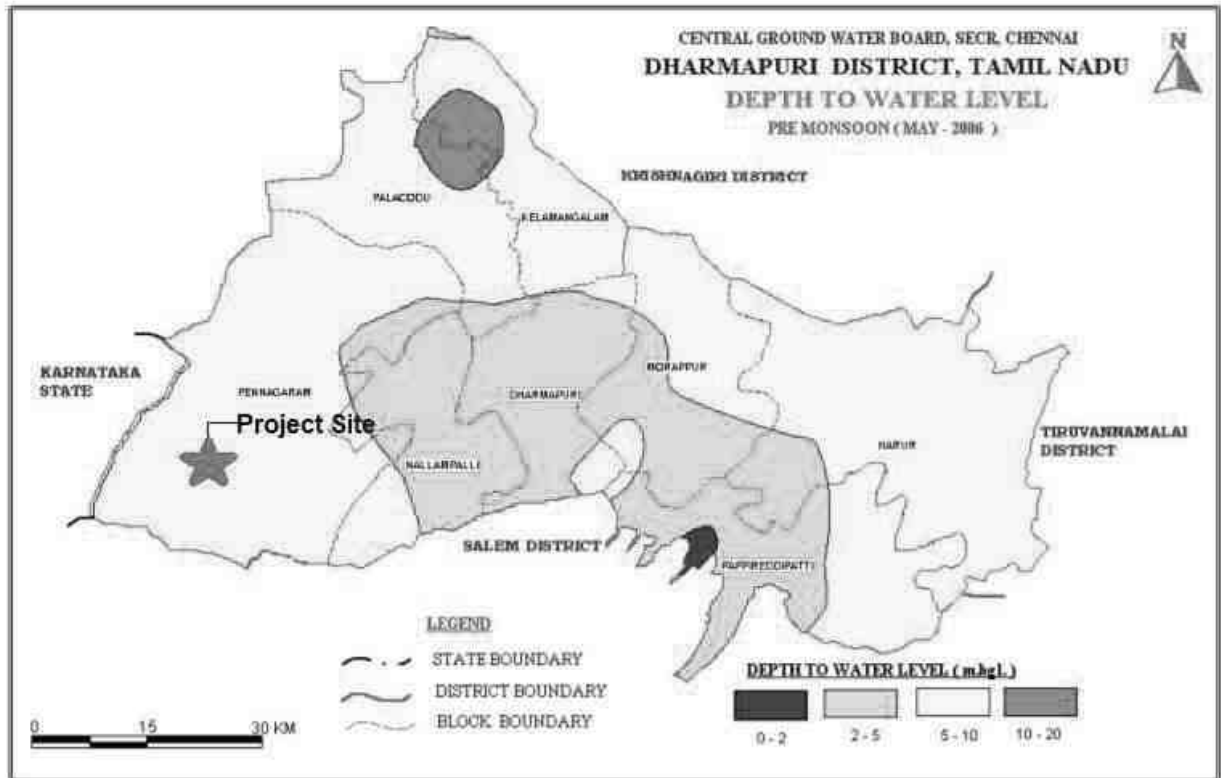 CENTRAL GROUND WATER BOARD, SECR, CHENNAI
DHARMAPURI DISTRICT, TAMIL NADU
DEPTH TO WATER LEVEL
PRE MONSOON ( MAY - 2006 )
N
KRISHNAGIRI DISTRICT
PALACODU
KELAMANGALAM
KARNATAKA
STATE
PENNAGARAM
Project Site
DHARMAPURI
MORAPPUR
NALLAMPALLI
HARUR
TIRUVANNAMALAI
DISTRICT
SALEM DISTRICT
PAPPIREDDIPATTI
LEGEND
STATE BOUNDARY
DISTRICT BOUNDARY
BLOCK BOUNDARY
0 15 30 KM
DEPTH TO WATER LEVEL ( m.bgl. )
0 - 2 2 - 5 5 - 10 10 - 20